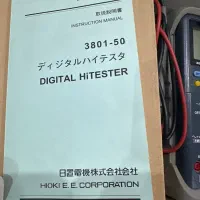 取扱説明書
INSTRUCTION MANUAL
3801-50
ディジタルハイテスタ
DIGITAL HiTESTER
日置電機株式会社
HIOKI E.E. CORPORATION